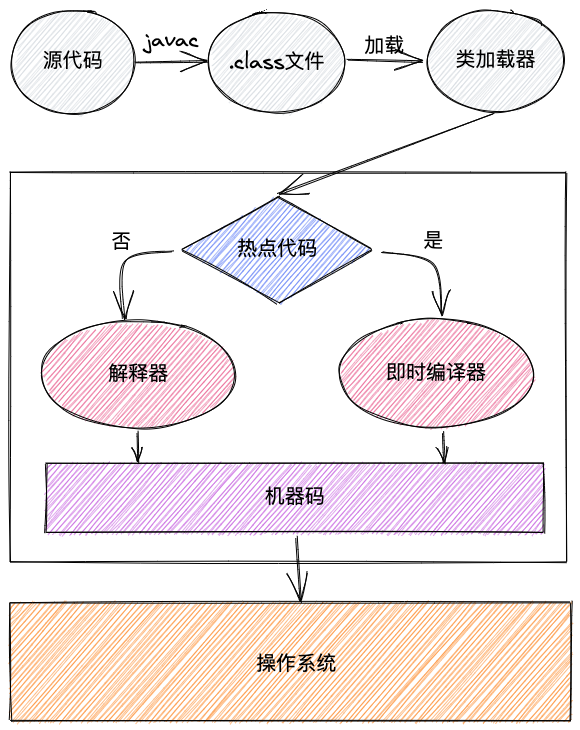 源代码
javac
.class文件
加载
类加载器
热点代码
否
是
解释器
即时编译器
机器码
操作系统